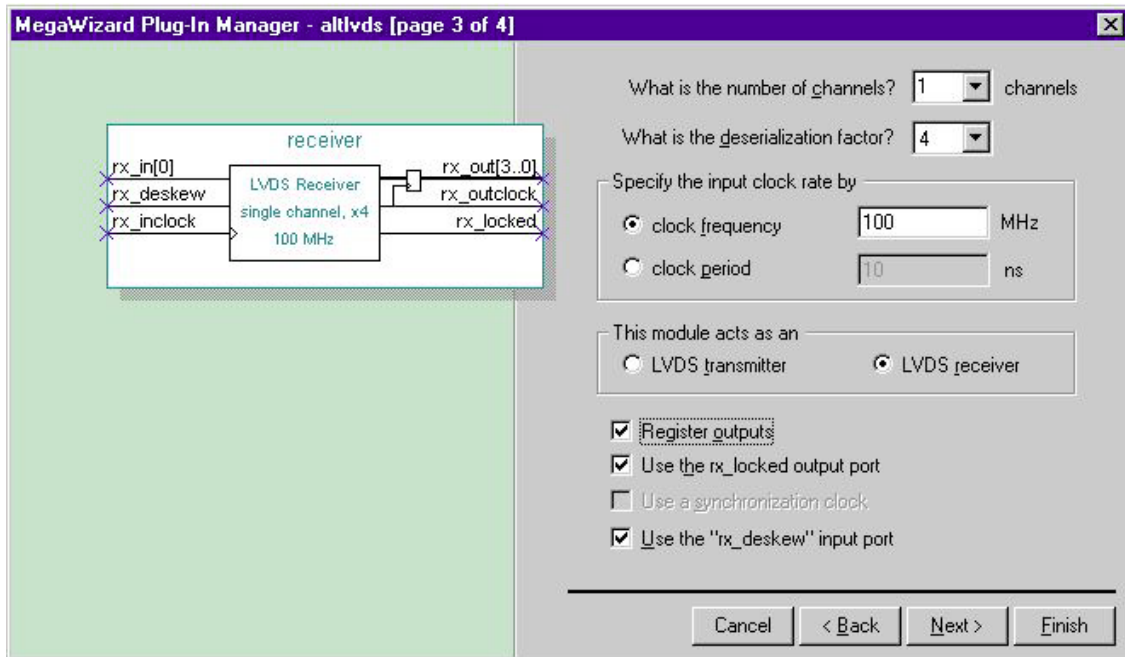 MegaWizard Plug-In Manager - altlvds [page 3 of 4]
What is the number of channels? 1 channels
What is the deserialization factor? 4
receiver
rx_in[0]
rx_deskew
rx_inclock
LVDS Receiver
single channel, x4
100 MHz
rx_out[3..0]
rx_outclock
rx_locked
Specify the input clock rate by
clock frequency 100 MHz
clock period 10 ns
This module acts as an
LVDS transmitter LVDS receiver
Register outputs
Use the rx_locked output port
Use a synchronization clock
Use the "rx_deskew" input port
Cancel < Back Next > Finish